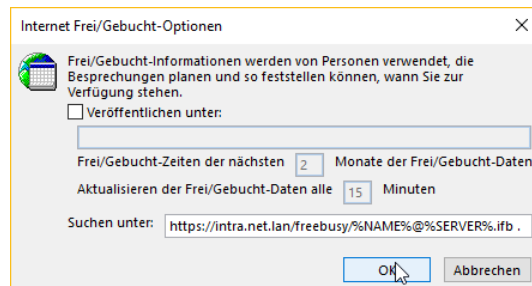 Internet Frei/Gebucht-Optionen
Frei/Gebucht-Informationen werden von Personen verwendet, die
Besprechungen planen und so feststellen können, wann Sie zur
Verfügung stehen.
Veröffentlichen unter:
Frei/Gebucht-Zeiten der nächsten 2 Monate der Frei/Gebucht-Daten
Aktualisieren der Frei/Gebucht-Daten alle 15 Minuten
Suchen unter: https://intra.net.lan/freebusy/%NAME%@%SERVER%.ifb .
OK Abbrechen